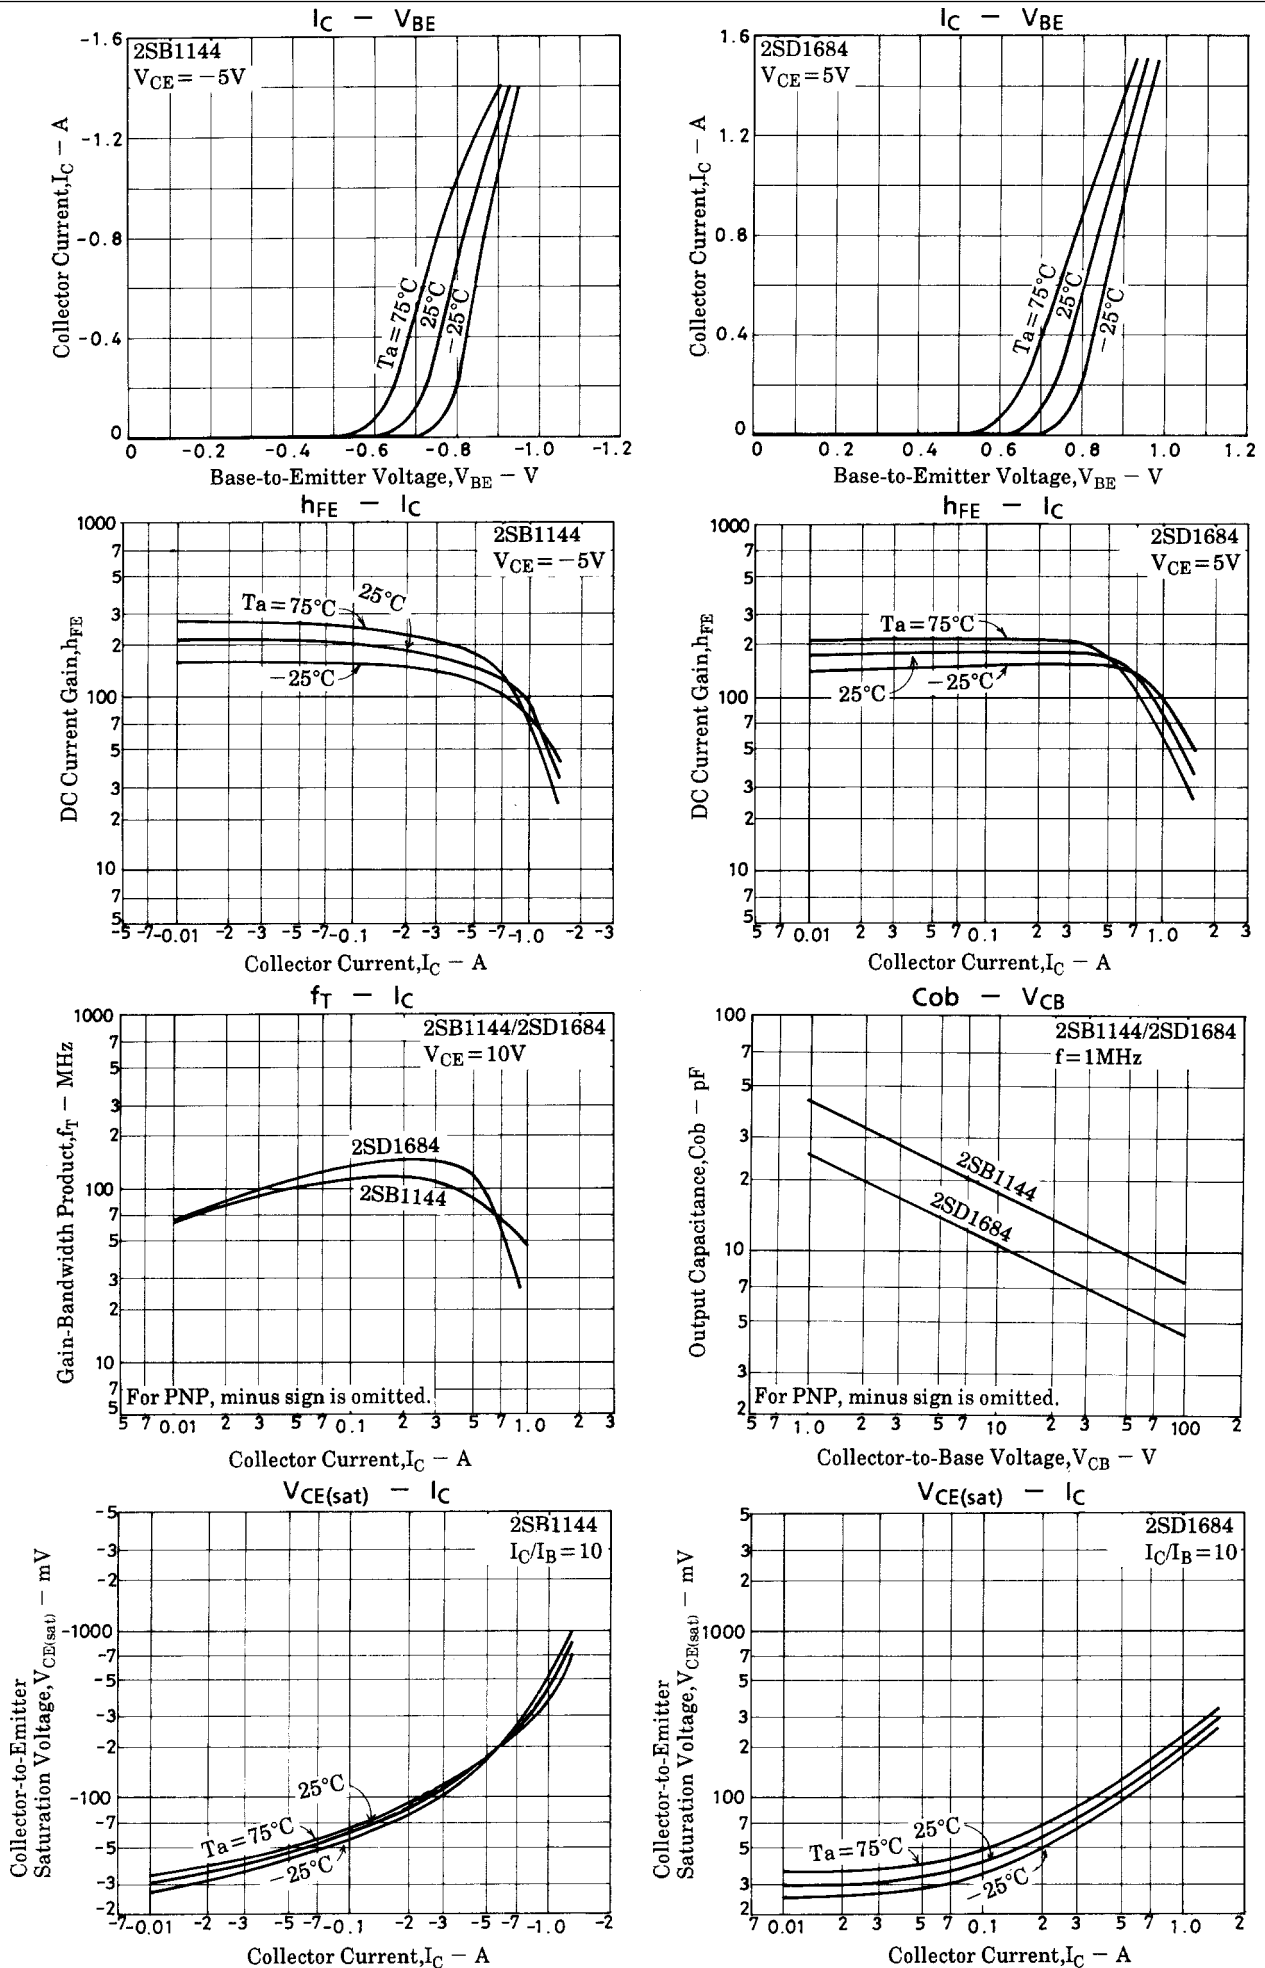 IC − VBE
2SB1144
VCE = −5V
Collector Current,IC − A
-1.6
-1.2
-0.8
-0.4
0
Ta=75°C
25°C
−25°C
0 -0.2 -0.4 -0.6 -0.8 -1.0 -1.2
Base-to-Emitter Voltage,VBE − V
IC − VBE
2SD1684
VCE = 5V
Collector Current,IC − A
1.6
1.2
0.8
0.4
0
Ta=75°C
25°C
−25°C
0 0.2 0.4 0.6 0.8 1.0 1.2
Base-to-Emitter Voltage,VBE − V
hFE − IC
2SB1144
VCE = −5V
DC Current Gain,hFE
1000
7
5
3
2
100
7
5
3
2
10
7
5
Ta=75°C
25°C
−25°C
-5 -7 -0.01 -2 -3 -5 -7 -0.1 -2 -3 -5 -7 -1.0 -2 -3
Collector Current,IC − A
hFE − IC
2SD1684
VCE = 5V
DC Current Gain,hFE
1000
7
5
3
2
100
7
5
3
2
10
7
5
Ta=75°C
25°C
−25°C
5 7 0.01 2 3 5 7 0.1 2 3 5 7 1.0 2 3
Collector Current,IC − A
fT − IC
2SB1144/2SD1684
VCE = 10V
Gain-Bandwidth Product,fT − MHz
1000
7
5
3
2
100
7
5
3
2
10
7
5
2SD1684
2SB1144
For PNP, minus sign is omitted.
5 7 0.01 2 3 5 7 0.1 2 3 5 7 1.0 2 3
Collector Current,IC − A
Cob − VCB
2SB1144/2SD1684
f=1MHz
Output Capacitance,Cob − pF
100
7
5
3
2
10
7
5
3
2
2SB1144
2SD1684
For PNP, minus sign is omitted.
5 7 1.0 2 3 5 7 10 2 3 5 7 100 2
Collector-to-Base Voltage,VCB − V
VCE(sat) − IC
2SB1144
IC/IB = 10
Collector-to-Emitter
Saturation Voltage,VCE(sat) − mV
-5
-3
-2
-1000
-7
-5
-3
-2
-100
-7
-5
-3
-2
25°C
Ta=75°C
−25°C
-7 -0.01 -2 -3 -5 -7 -0.1 -2 -3 -5 -7 -1.0 -2
Collector Current,IC − A
VCE(sat) − IC
2SD1684
IC/IB = 10
Collector-to-Emitter
Saturation Voltage,VCE(sat) − mV
5
3
2
1000
7
5
3
2
100
7
5
3
2
Ta=75°C
25°C
−25°C
7 0.01 2 3 5 7 0.1 2 3 5 7 1.0 2
Collector Current,IC − A